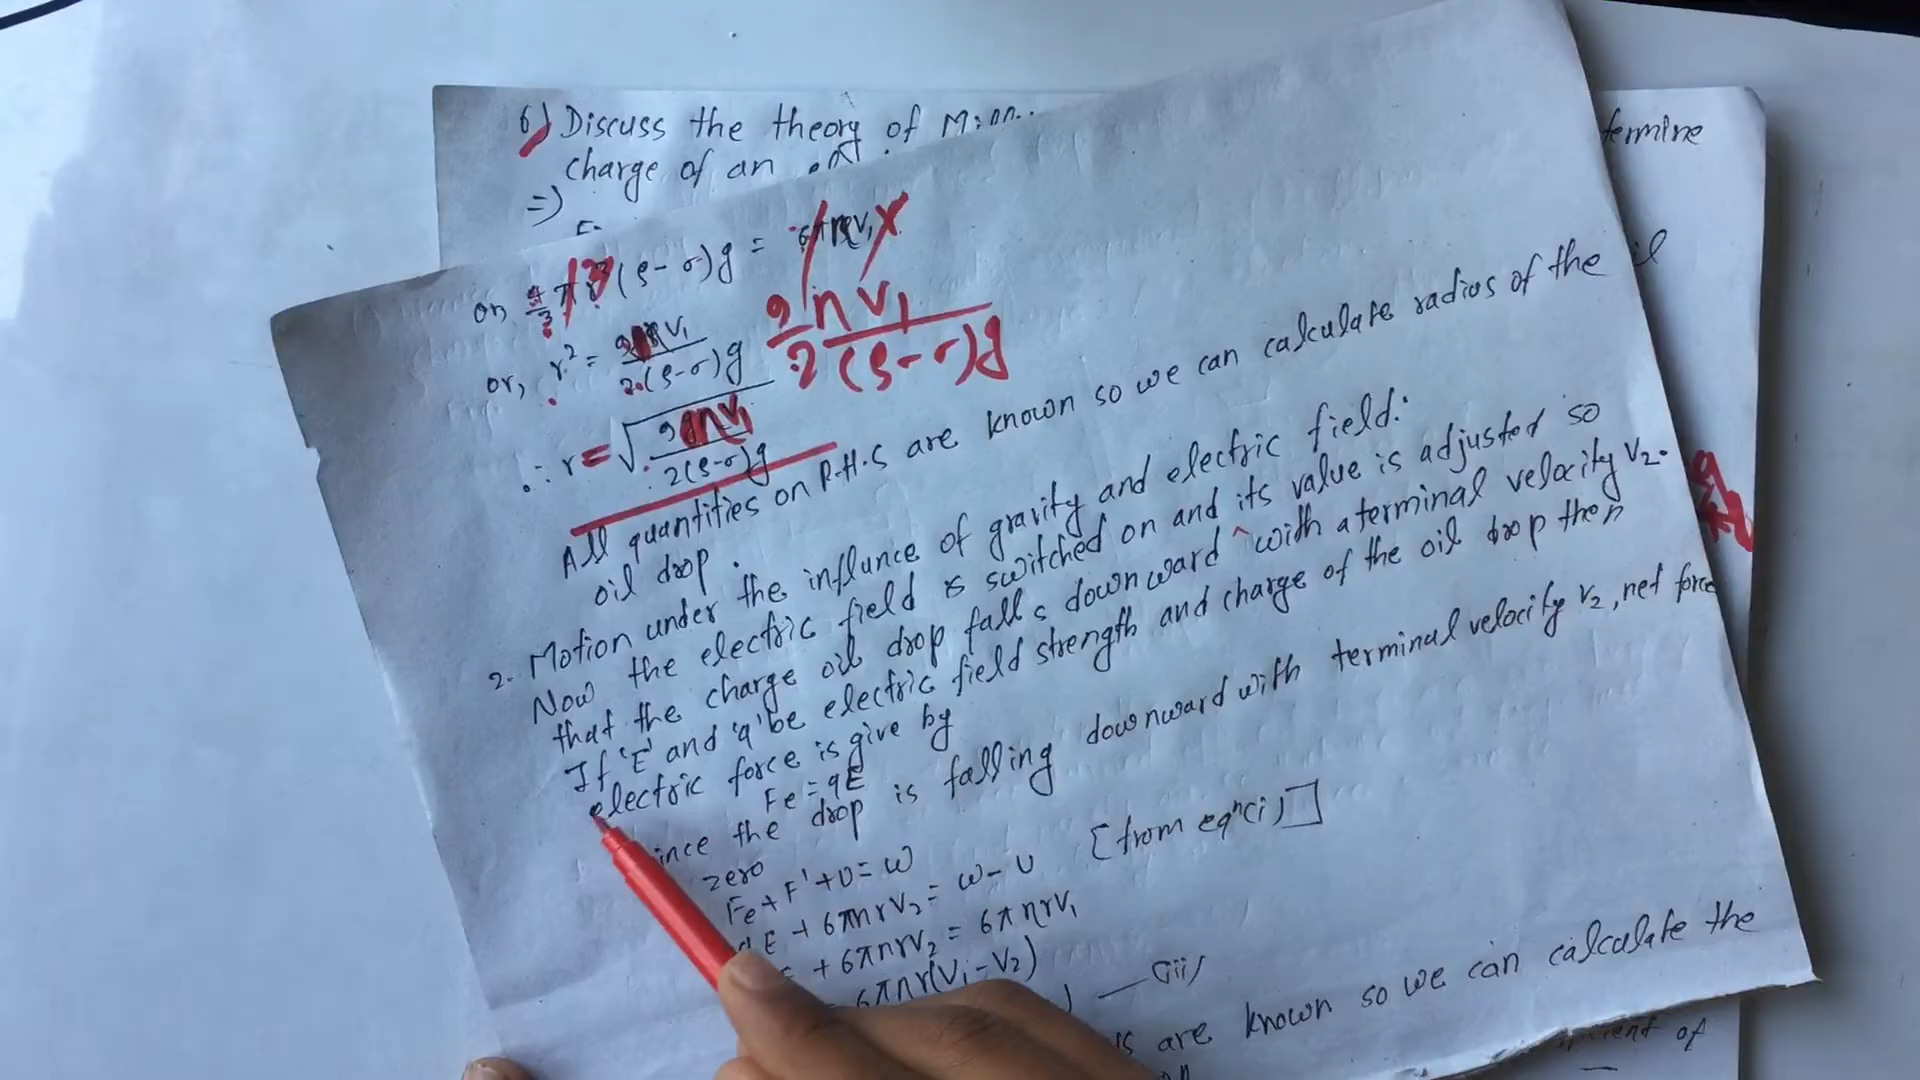 6) Discuss the theory of
termine
charge of an
=)
or, 4/3 π r³ (ρ-σ)g = 6πηrv₁
or, r² = 9ηv₁ / 2(ρ-σ)g
9ηv₁ / 2(ρ-σ)g
∴ r = √ 9ηv₁ / 2(ρ-σ)g
All quantities on R.H.S are known so we can calculate radius of the
oil drop.
2. Motion under the influnce of gravity and electric field:
Now the electric field is switched on and its value is adjusted so
that the charge oil drop falls downward ^ with a terminal velocity V₂.
If 'E' and 'q' be electric field strength and charge of the oil drop then
electric force is give by
Fe = qE
ince the drop is falling downward with terminal velocity V₂, net force
zero
Fe + F' + U = W
E + 6πηrV₂ = W - U [from eqⁿ(i)]
+ 6πηrV₂ = 6πηrV₁
6πηr(V₁-V₂)
) — (ii)
are known so we can calculate the
of